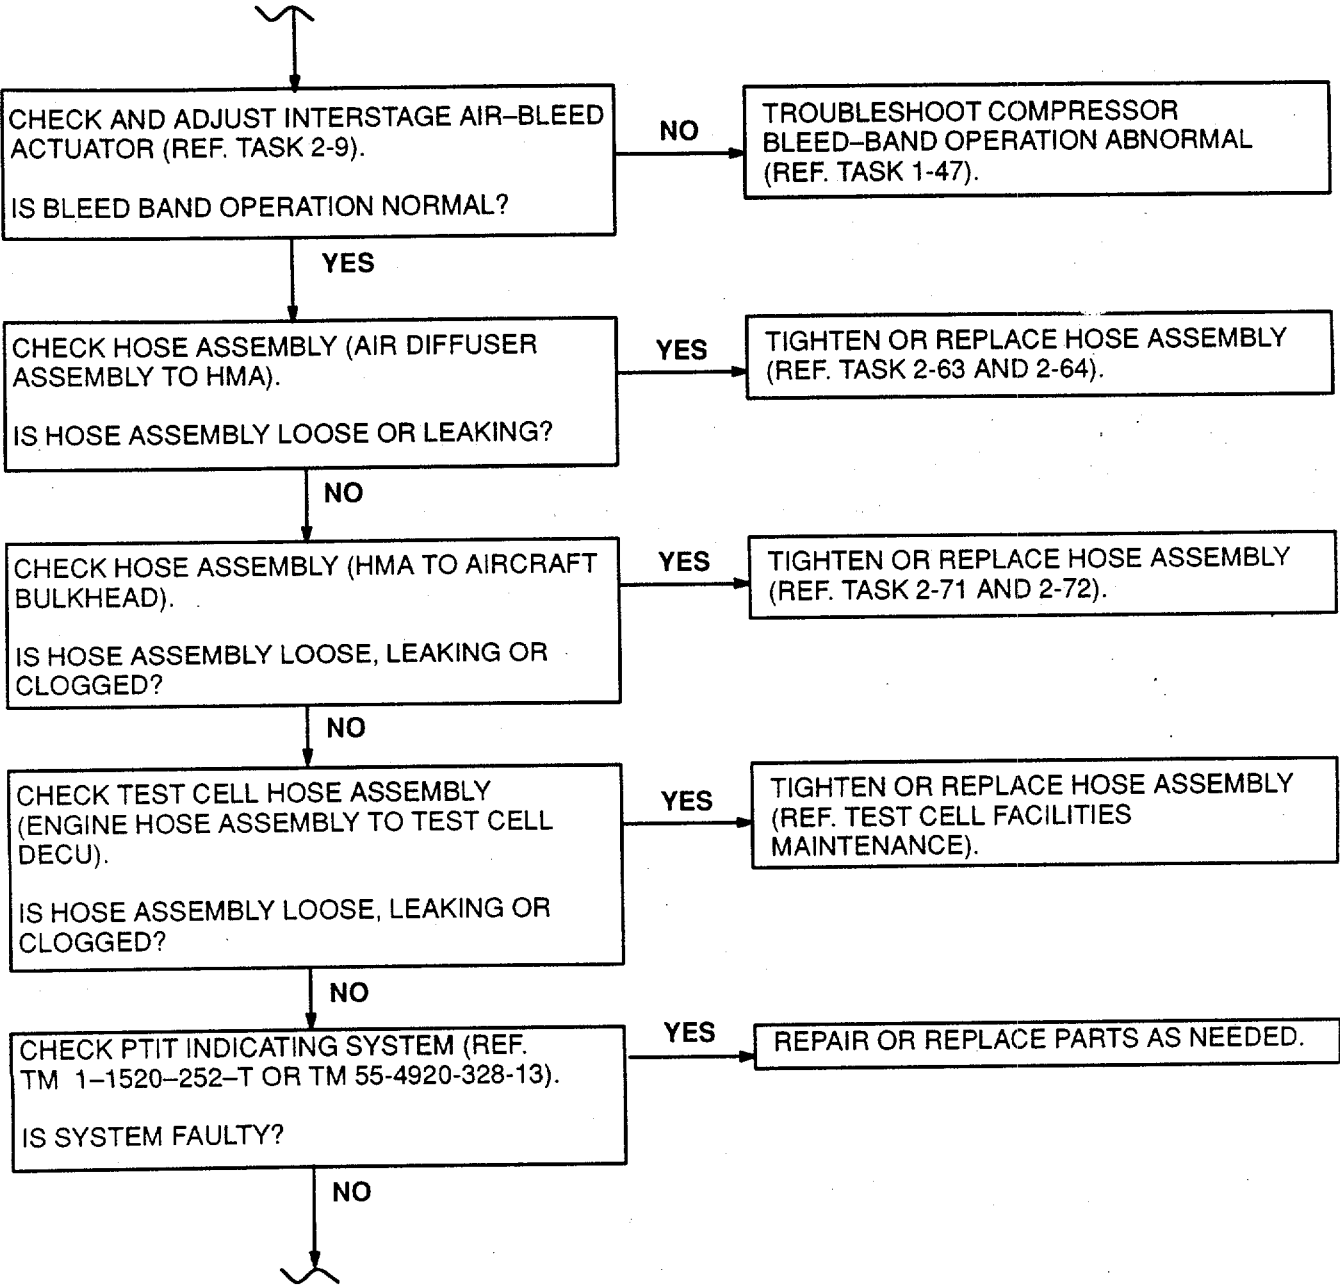 CHECK AND ADJUST INTERSTAGE AIR–BLEED
ACTUATOR (REF. TASK 2-9).
IS BLEED BAND OPERATION NORMAL?
NO
TROUBLESHOOT COMPRESSOR
BLEED–BAND OPERATION ABNORMAL
(REF. TASK 1-47).
YES
CHECK HOSE ASSEMBLY (AIR DIFFUSER
ASSEMBLY TO HMA).
IS HOSE ASSEMBLY LOOSE OR LEAKING?
YES
TIGHTEN OR REPLACE HOSE ASSEMBLY
(REF. TASK 2-63 AND 2-64).
NO
CHECK HOSE ASSEMBLY (HMA TO AIRCRAFT
BULKHEAD).
IS HOSE ASSEMBLY LOOSE, LEAKING OR
CLOGGED?
YES
TIGHTEN OR REPLACE HOSE ASSEMBLY
(REF. TASK 2-71 AND 2-72).
NO
CHECK TEST CELL HOSE ASSEMBLY
(ENGINE HOSE ASSEMBLY TO TEST CELL
DECU).
IS HOSE ASSEMBLY LOOSE, LEAKING OR
CLOGGED?
YES
TIGHTEN OR REPLACE HOSE ASSEMBLY
(REF. TEST CELL FACILITIES
MAINTENANCE).
NO
CHECK PTIT INDICATING SYSTEM (REF.
TM 1–1520–252–T OR TM 55-4920-328-13).
IS SYSTEM FAULTY?
YES
REPAIR OR REPLACE PARTS AS NEEDED.
NO